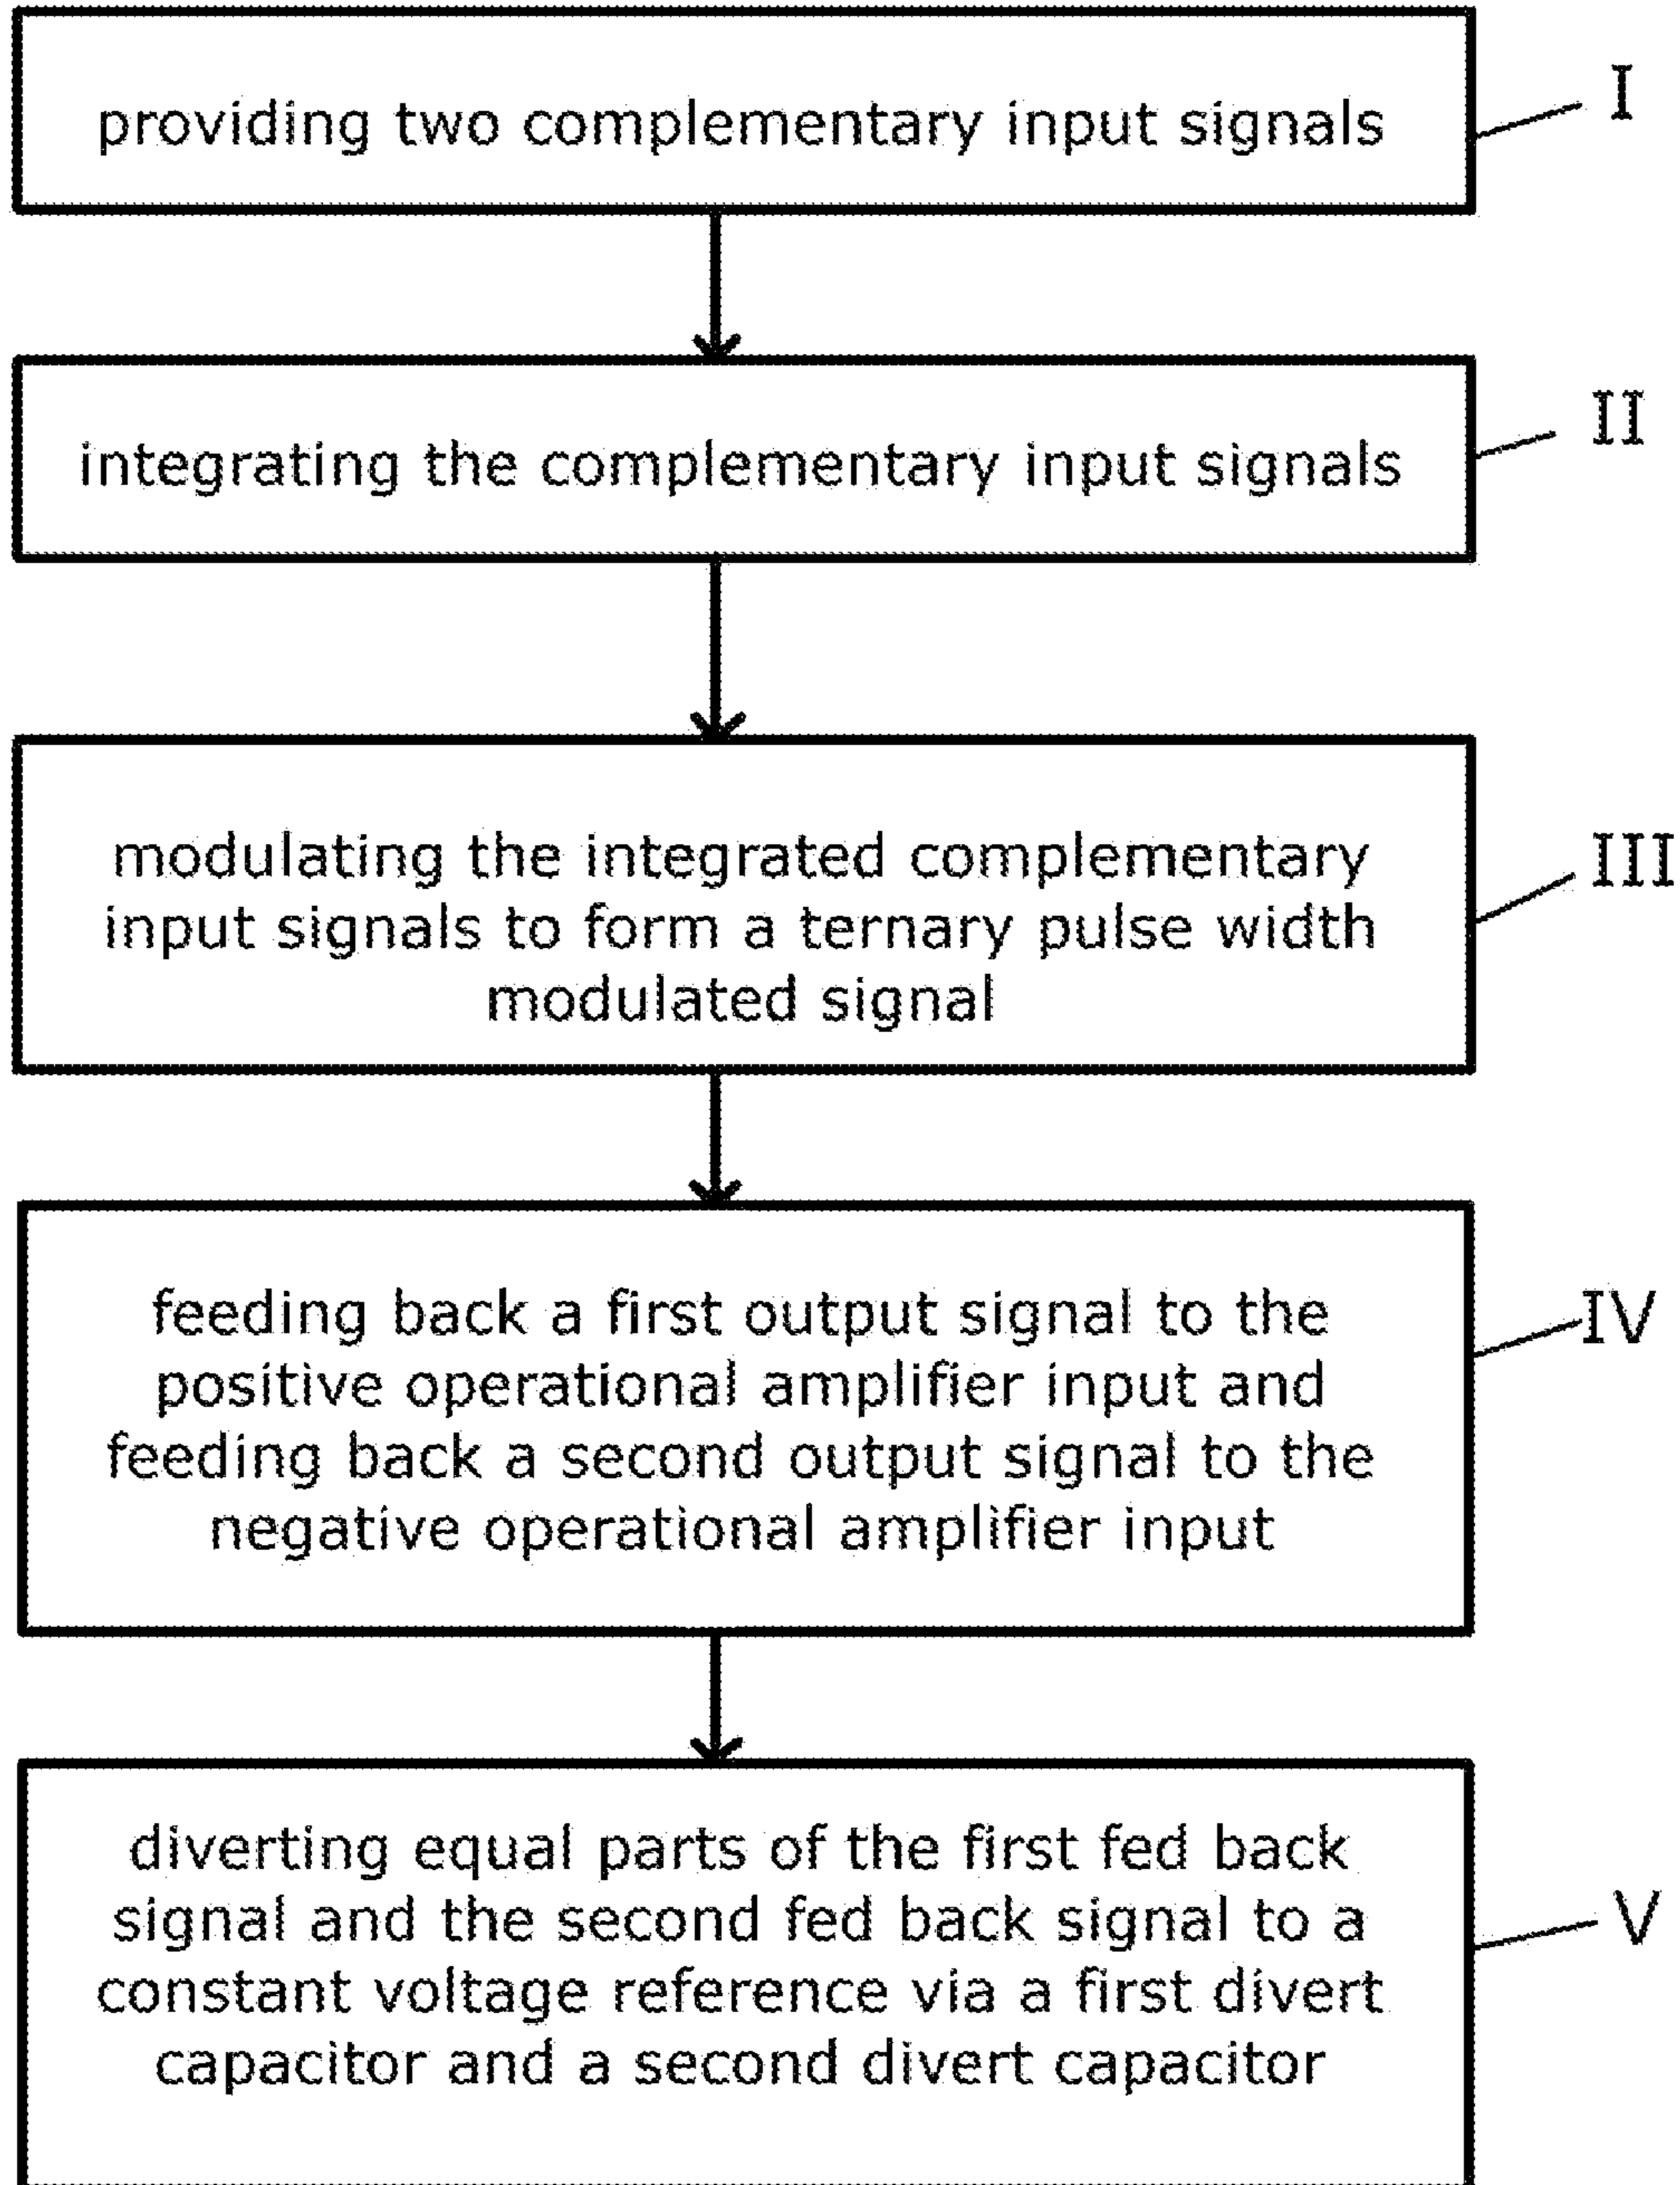 providing two complementary input signals
I
integrating the complementary input signals
II
modulating the integrated complementary
input signals to form a ternary pulse width
modulated signal
III
feeding back a first output signal to the
positive operational amplifier input and
feeding back a second output signal to the
negative operational amplifier input
IV
diverting equal parts of the first fed back
signal and the second fed back signal to a
constant voltage reference via a first divert
capacitor and a second divert capacitor
V